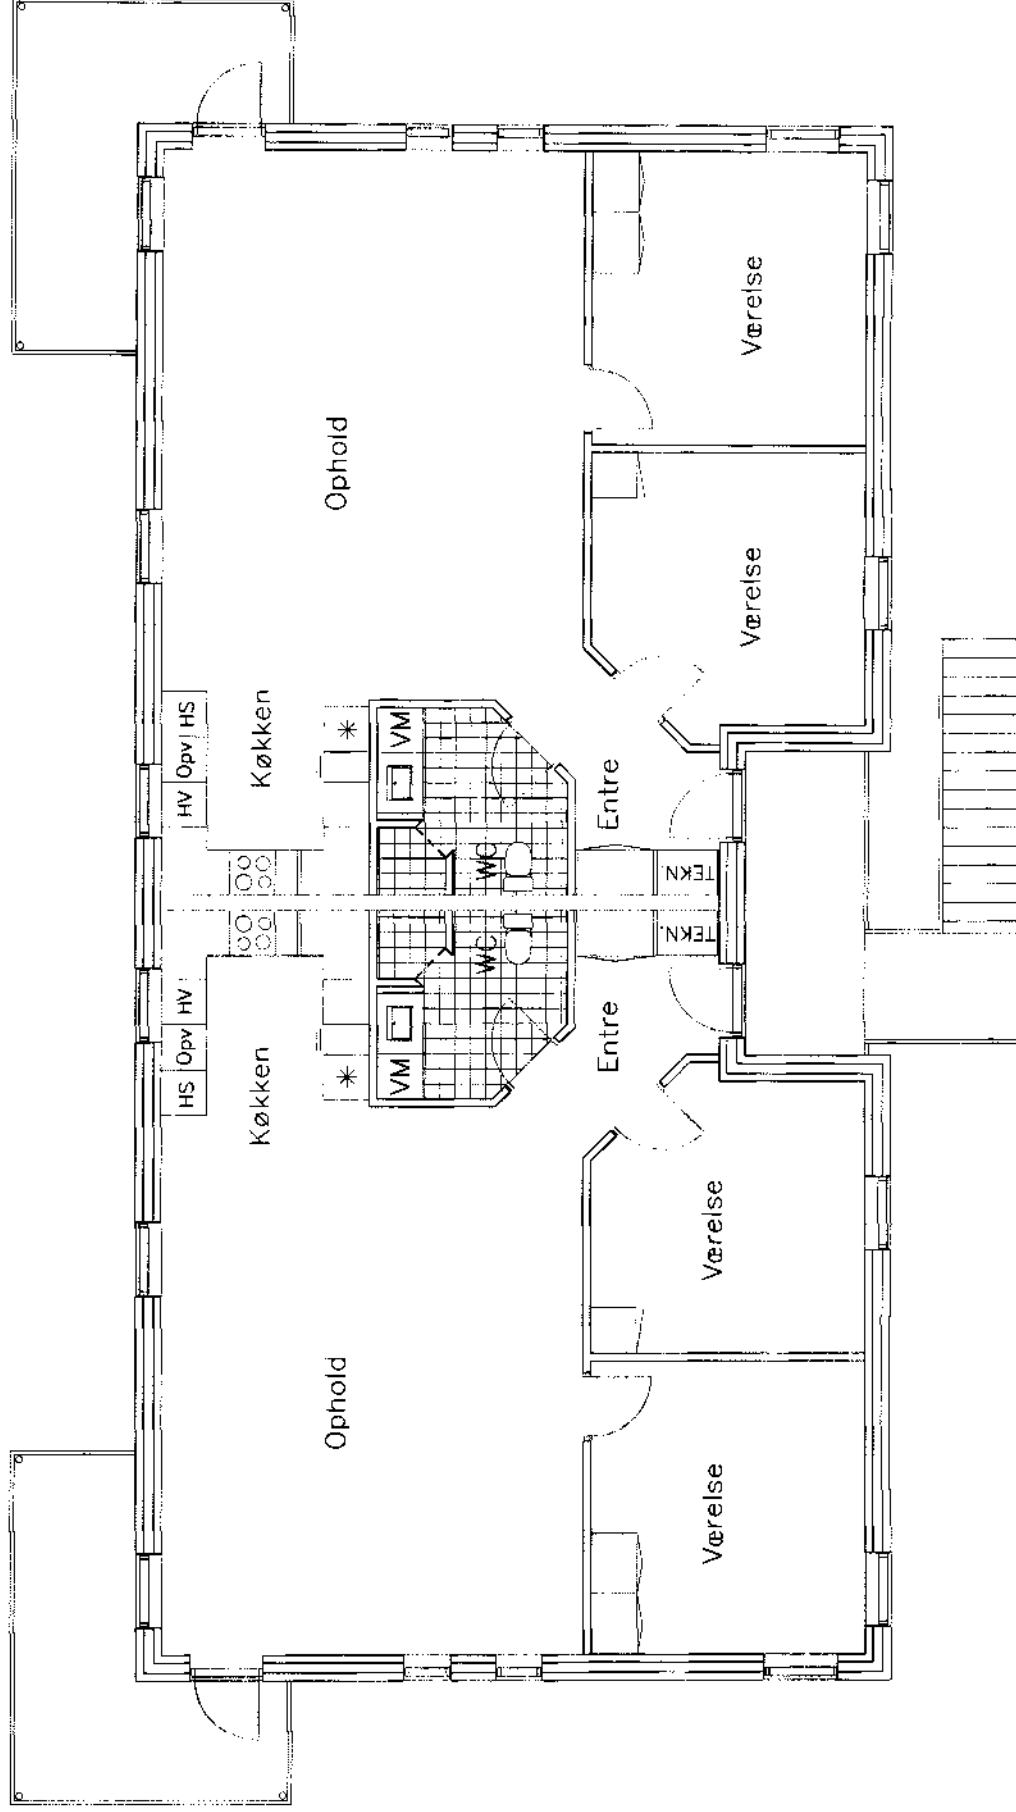 Ophold
Køkken
HV
Opv
HS
*
VM
WC
Entre
TEKN.
Værelse
Værelse
Køkken
HS
Opv
HV
*
VM
WC
Entre
TEKN.
Ophold
Værelse
Værelse